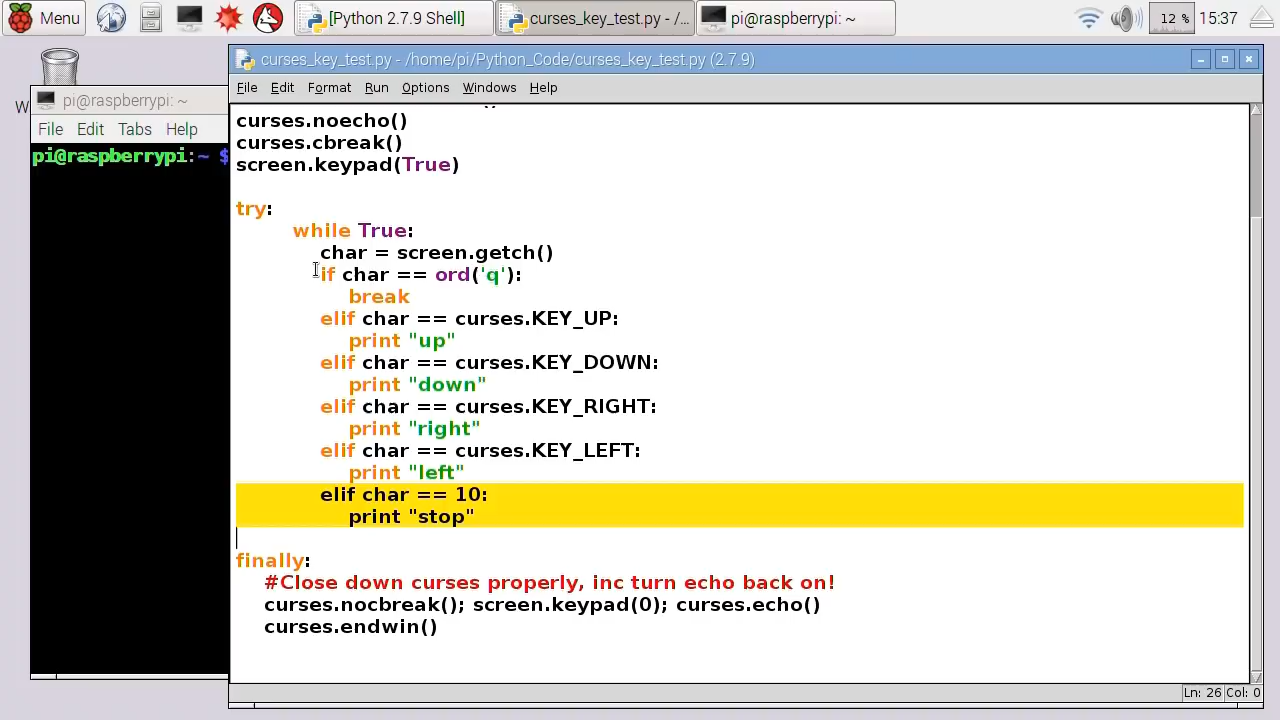 Menu
[Python 2.7.9 Shell]
curses_key_test.py - /...
pi@raspberrypi: ~
12 %
15:37
curses_key_test.py - /home/pi/Python_Code/curses_key_test.py (2.7.9)
File Edit Format Run Options Windows Help
W
pi@raspberrypi: ~
File Edit Tabs Help
pi@raspberrypi:~ $
curses.noecho()
curses.cbreak()
screen.keypad(True)
try:
while True:
char = screen.getch()
if char == ord('q'):
break
elif char == curses.KEY_UP:
print "up"
elif char == curses.KEY_DOWN:
print "down"
elif char == curses.KEY_RIGHT:
print "right"
elif char == curses.KEY_LEFT:
print "left"
elif char == 10:
print "stop"
finally:
#Close down curses properly, inc turn echo back on!
curses.nocbreak(); screen.keypad(0); curses.echo()
curses.endwin()
Ln: 26 Col: 0